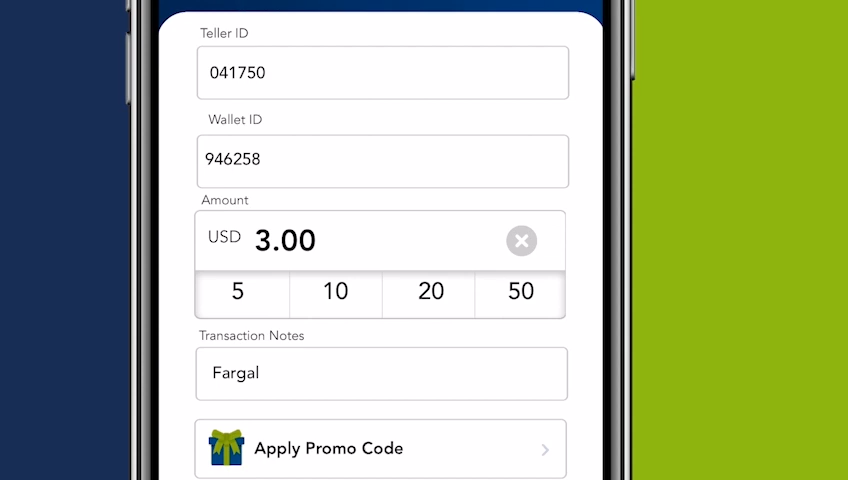 Teller ID
041750
Wallet ID
946258
Amount
USD 3.00
5 10 20 50
Transaction Notes
Fargal
Apply Promo Code